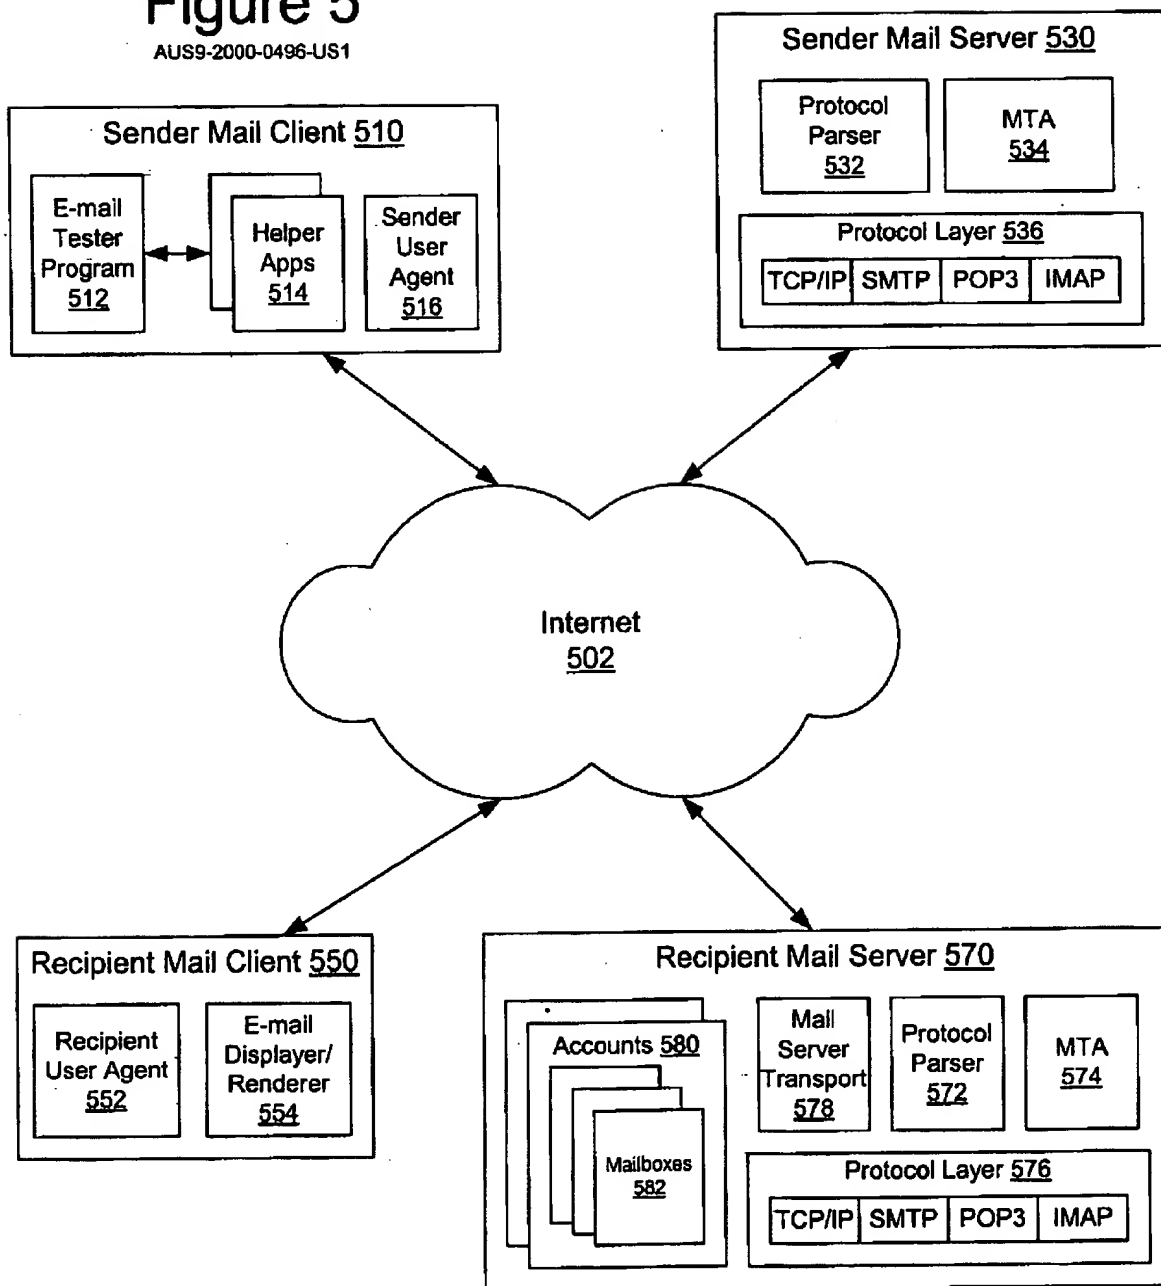 Figure 5
AUS9-2000-0496-US1
Sender Mail Client 510
E-mail
Tester
Program
512
Helper
Apps
514
Sender
User
Agent
516
Sender Mail Server 530
Protocol
Parser
532
MTA
534
Protocol Layer 536
TCP/IP SMTP POP3 IMAP
Internet
502
Recipient Mail Client 550
Recipient
User Agent
552
E-mail
Displayer/
Renderer
554
Recipient Mail Server 570
Accounts 580
Mailboxes
582
Mail
Server
Transport
578
Protocol
Parser
572
MTA
574
Protocol Layer 576
TCP/IP SMTP POP3 IMAP